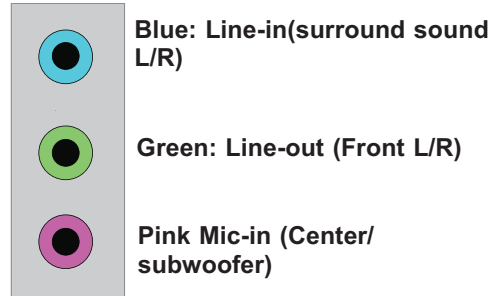 Blue: Line-in(surround sound
L/R)
Green: Line-out (Front L/R)
Pink Mic-in (Center/
subwoofer)